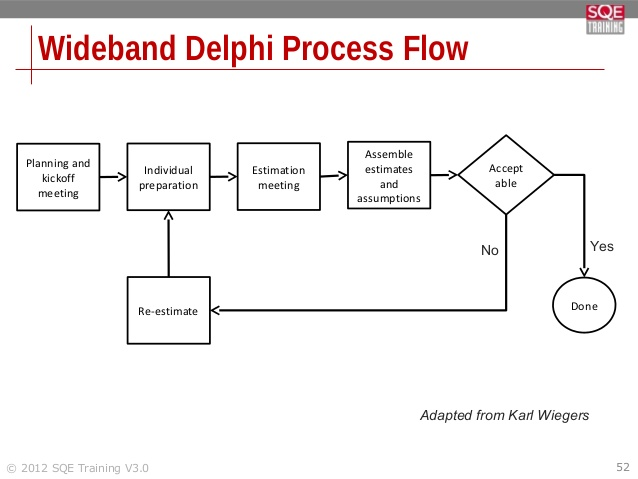 SQE
TRAINING
Wideband Delphi Process Flow
Planning and
kickoff
meeting
Individual
preparation
Estimation
meeting
Assemble
estimates
and
assumptions
Accept
able
No
Yes
Re-estimate
Done
Adapted from Karl Wiegers
© 2012 SQE Training V3.0
52